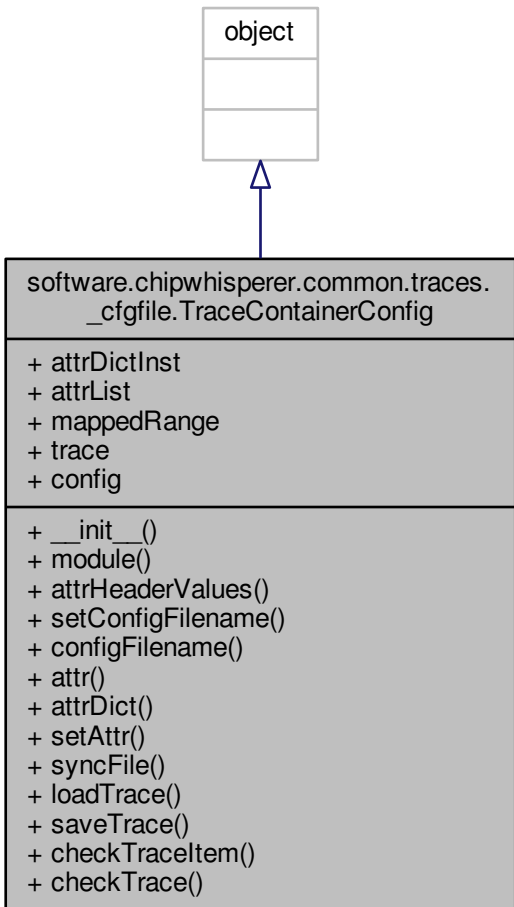 object
software.chipwhisperer.common.traces.
_cfgfile.TraceContainerConfig
+ attrDictInst
+ attrList
+ mappedRange
+ trace
+ config
+ __init__()
+ module()
+ attrHeaderValues()
+ setConfigFilename()
+ configFilename()
+ attr()
+ attrDict()
+ setAttr()
+ syncFile()
+ loadTrace()
+ saveTrace()
+ checkTraceItem()
+ checkTrace()